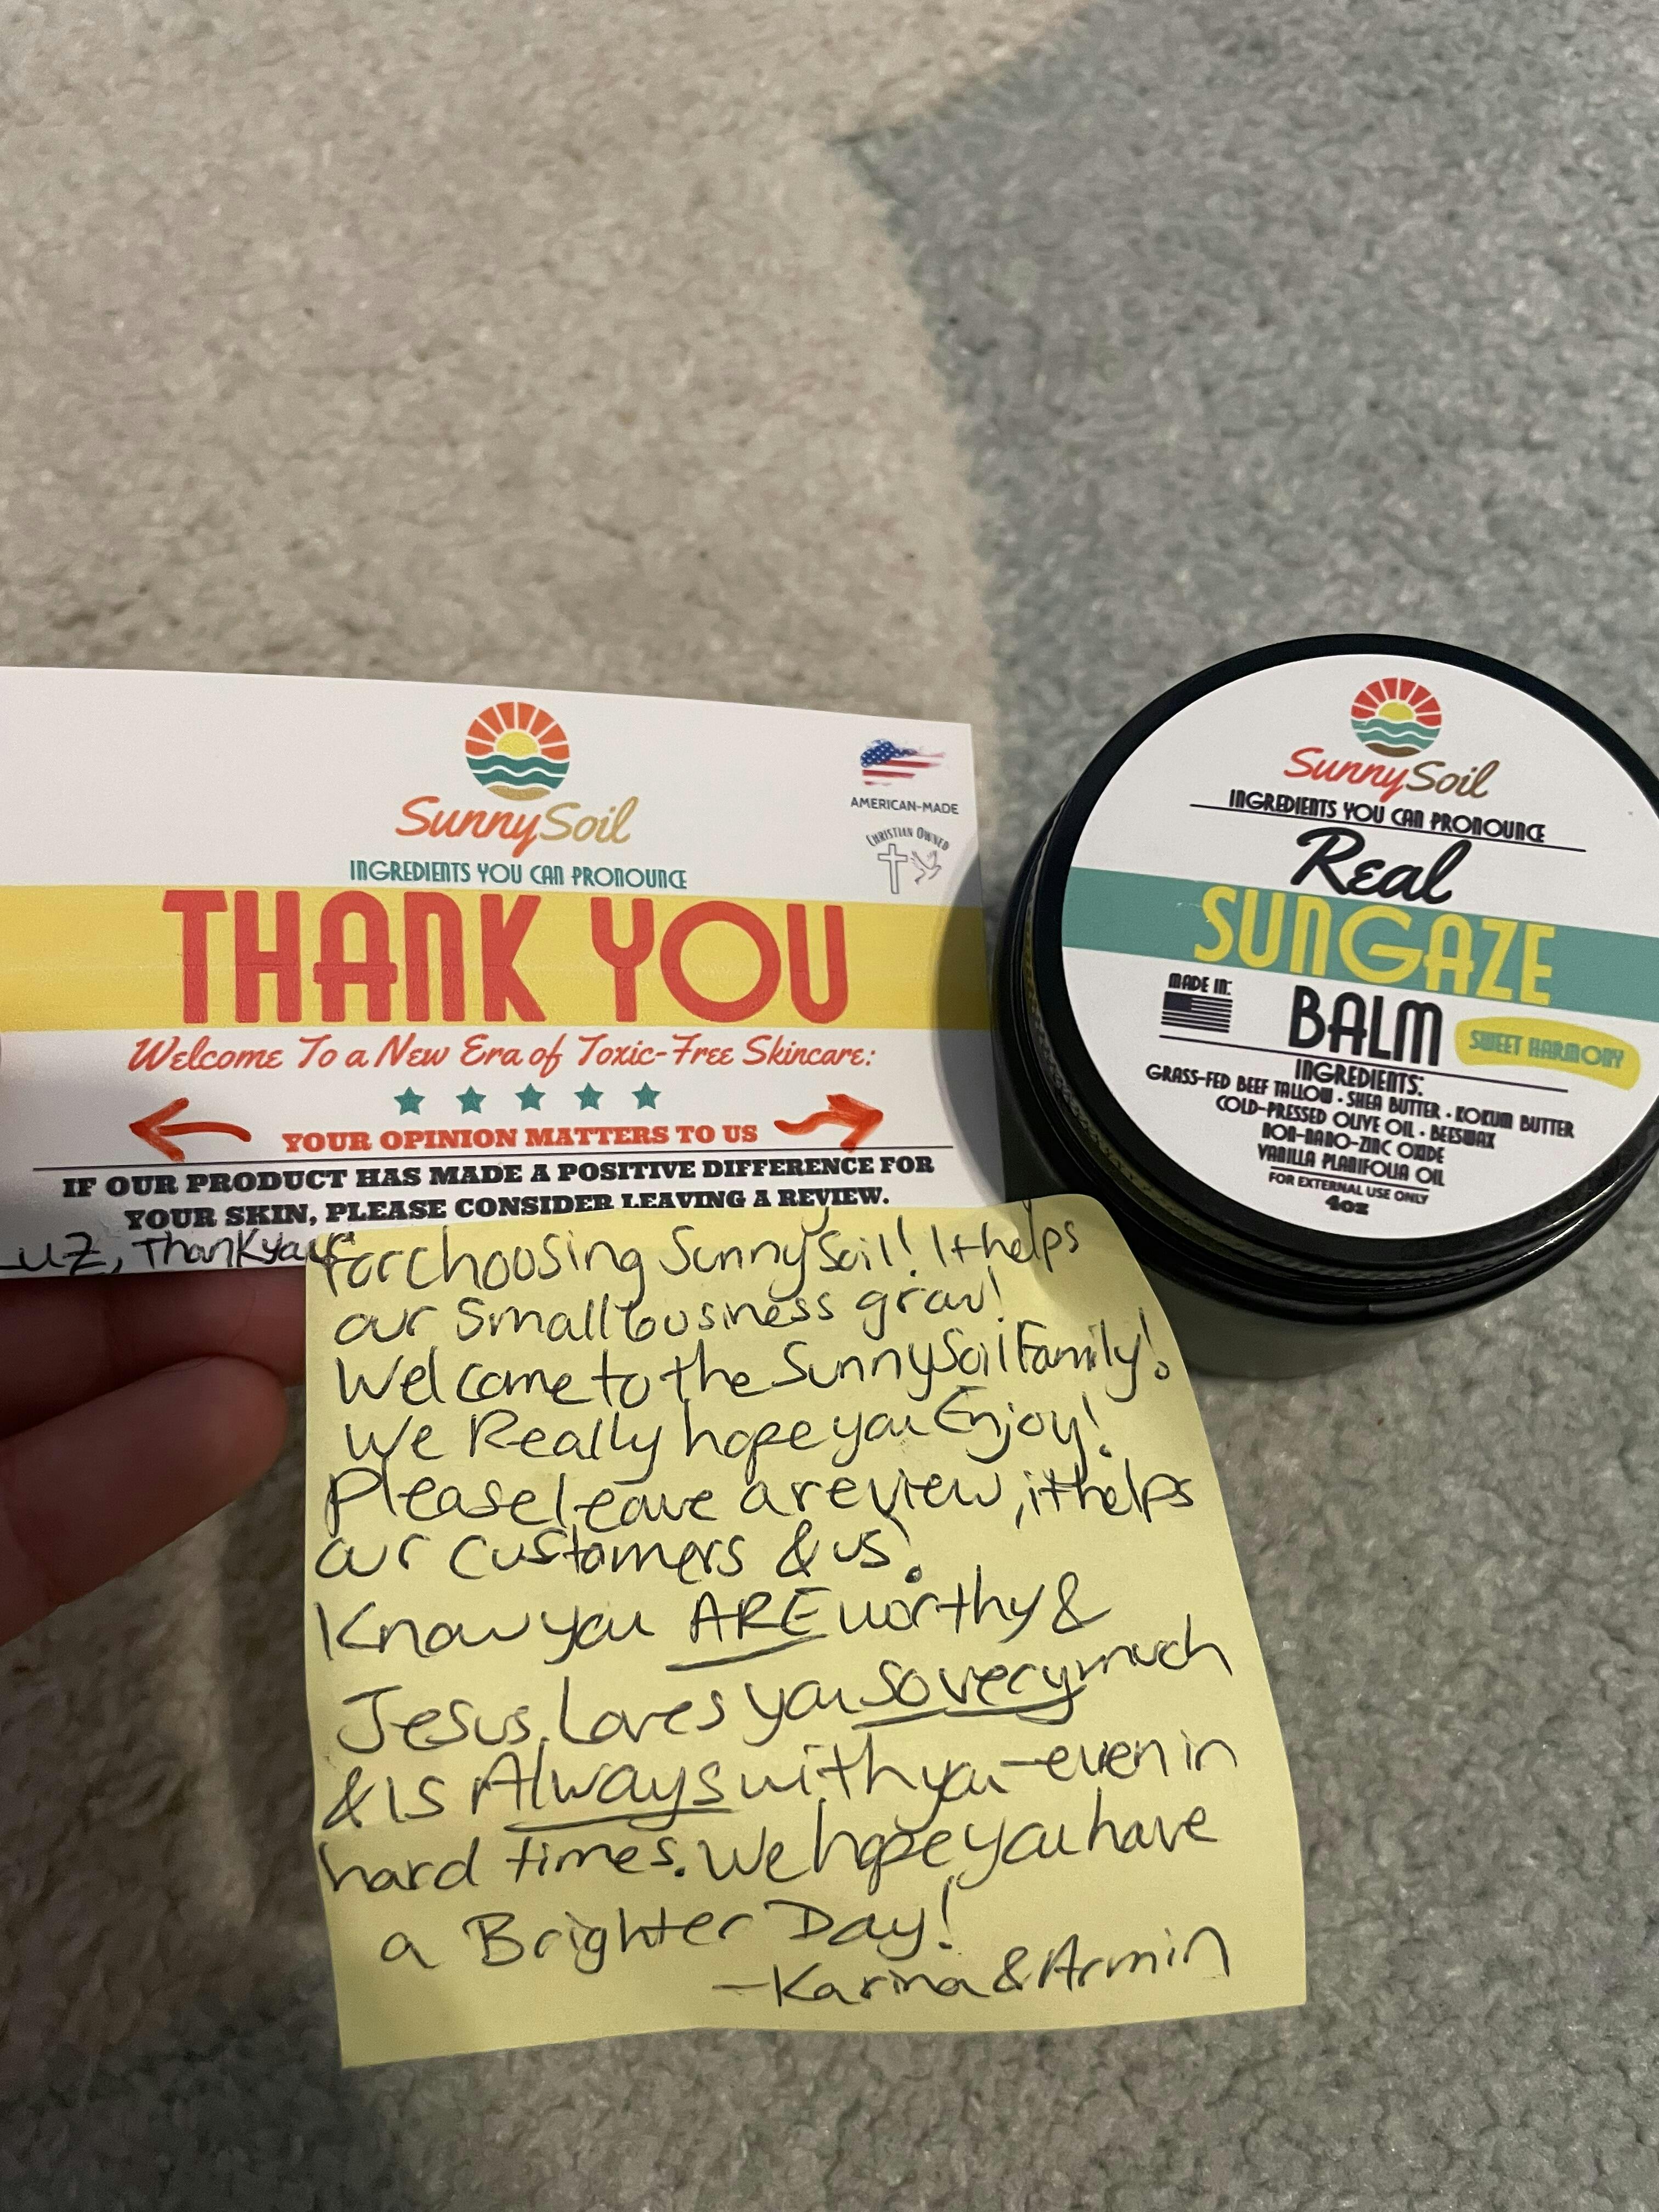 SunnySoil
INGREDIENTS YOU CAN PRONOUNCE
AMERICAN-MADE
CHRISTIAN OWNED
THANK YOU
Welcome To a New Era of Toxic-Free Skincare:
YOUR OPINION MATTERS TO US
IF OUR PRODUCT HAS MADE A POSITIVE DIFFERENCE FOR
YOUR SKIN, PLEASE CONSIDER LEAVING A REVIEW.
Luz, Thank you
for choosing SunnySoil! It helps
our small business grow!
Welcome to the SunnySoil Family!
We Really hope you Enjoy!
Please leave a review, it helps
our customers & us!
Know you ARE worthy &
Jesus Loves you so very much
& is Always with you - even in
hard times. We hope you have
a Brighter Day!
- Karina & Armin
SunnySoil
INGREDIENTS YOU CAN PRONOUNCE
Real
SUNGAZE
BALM
MADE IN:
SWEET HARMONY
INGREDIENTS:
GRASS-FED BEEF TALLOW · SHEA BUTTER · KOKUM BUTTER
COLD-PRESSED OLIVE OIL · BEESWAX
NON-NANO-ZINC OXIDE
VANILLA PLANIFOLIA OIL
FOR EXTERNAL USE ONLY
4oz